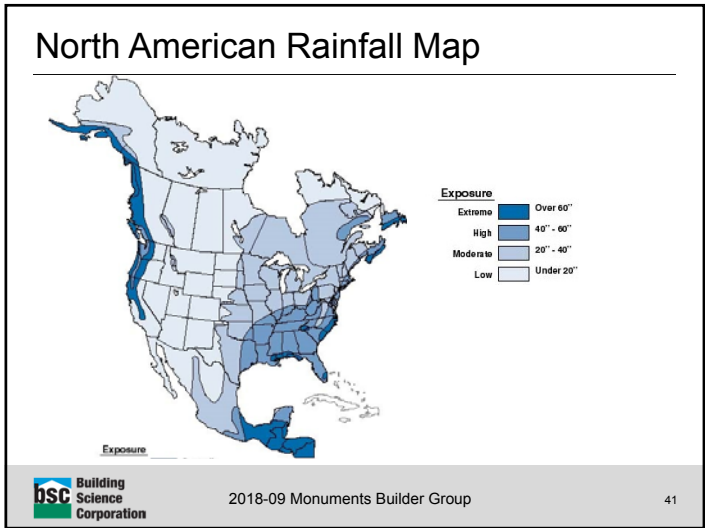 North American Rainfall Map
Exposure
Extreme Over 60"
High 40" - 60"
Moderate 20" - 40"
Low Under 20"
Exposure
bsc Building Science Corporation
2018-09 Monuments Builder Group
41